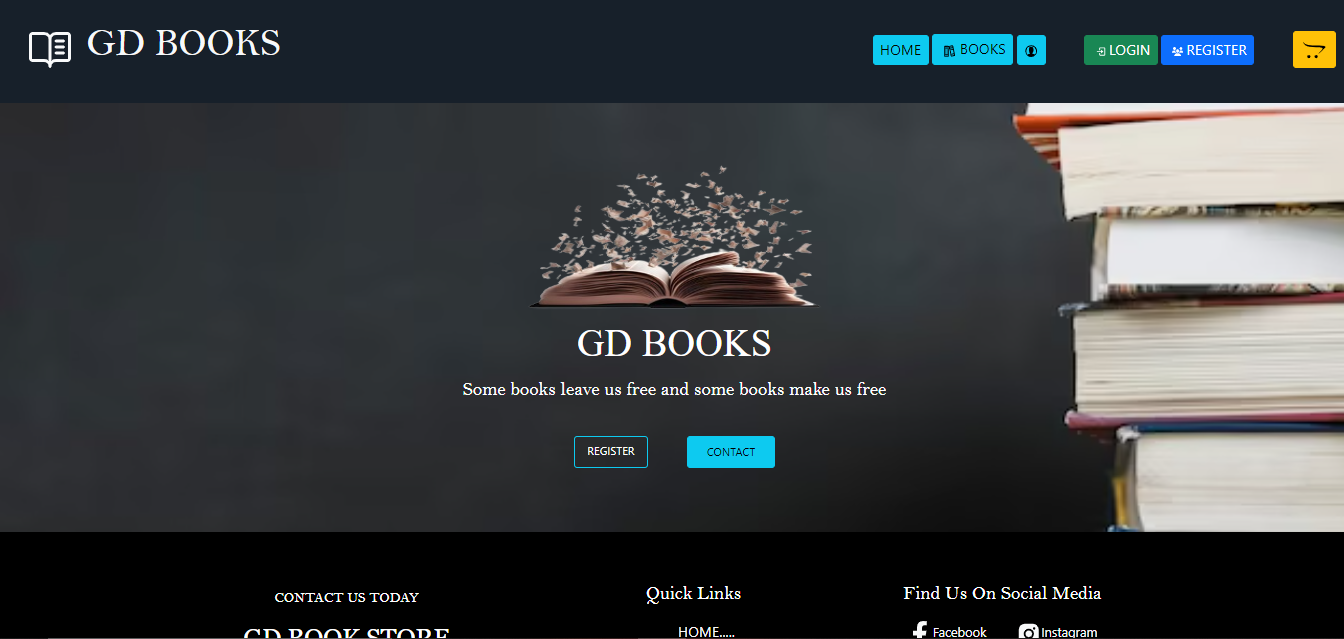 GD BOOKS
HOME BOOKS LOGIN REGISTER
GD BOOKS
Some books leave us free and some books make us free
REGISTER CONTACT
CONTACT US TODAY
GD BOOK STORE
Quick Links
HOME.....
Find Us On Social Media
Facebook Instagram